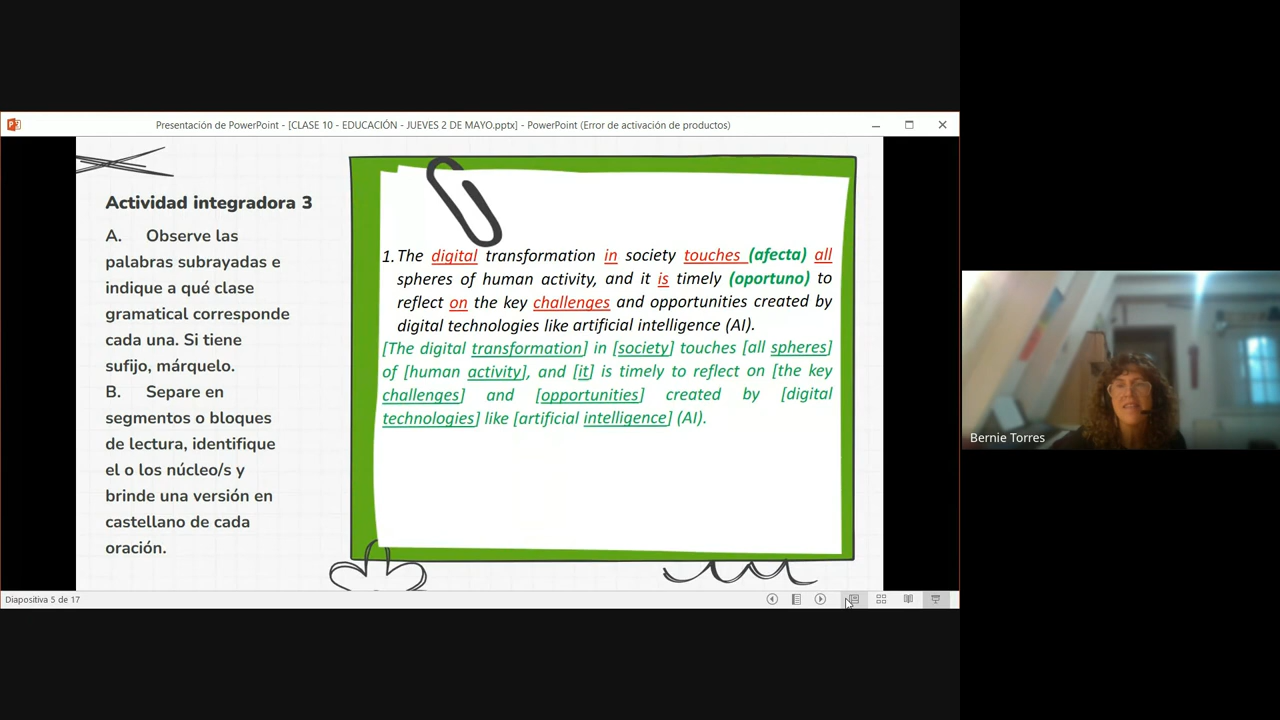 Presentación de PowerPoint - [CLASE 10 - EDUCACIÓN - JUEVES 2 DE MAYO.pptx] - PowerPoint (Error de activación de productos)
Actividad integradora 3
A. Observe las
palabras subrayadas e
indique a qué clase
gramatical corresponde
cada una. Si tiene
sufijo, márquelo.
B. Separe en
segmentos o bloques
de lectura, identifique
el o los núcleo/s y
brinde una versión en
castellano de cada
oración.
1. The digital transformation in society touches (afecta) all
spheres of human activity, and it is timely (oportuno) to
reflect on the key challenges and opportunities created by
digital technologies like artificial intelligence (AI).
[The digital transformation] in [society] touches [all spheres]
of [human activity], and [it] is timely to reflect on [the key
challenges] and [opportunities] created by [digital
technologies] like [artificial intelligence] (AI).
Bernie Torres
Diapositiva 5 de 17